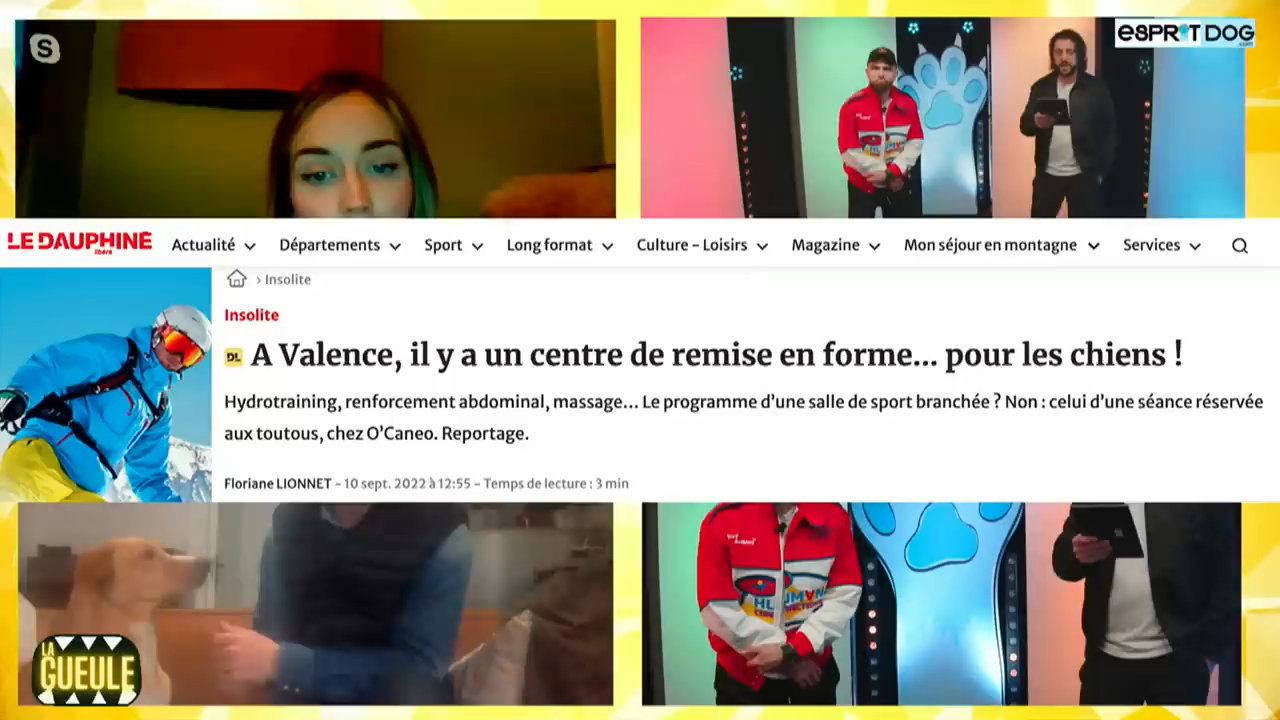 S
ESPRIT DOG
.com
LE DAUPHINÉ
libéré
Actualité
Départements
Sport
Long format
Culture - Loisirs
Magazine
Mon séjour en montagne
Services
› Insolite
Insolite
DL A Valence, il y a un centre de remise en forme... pour les chiens !
Hydrotraining, renforcement abdominal, massage... Le programme d’une salle de sport branchée ? Non : celui d’une séance réservée
aux toutous, chez O’Caneo. Reportage.
Floriane LIONNET - 10 sept. 2022 à 12:55 - Temps de lecture : 3 min
LA
GUEULE